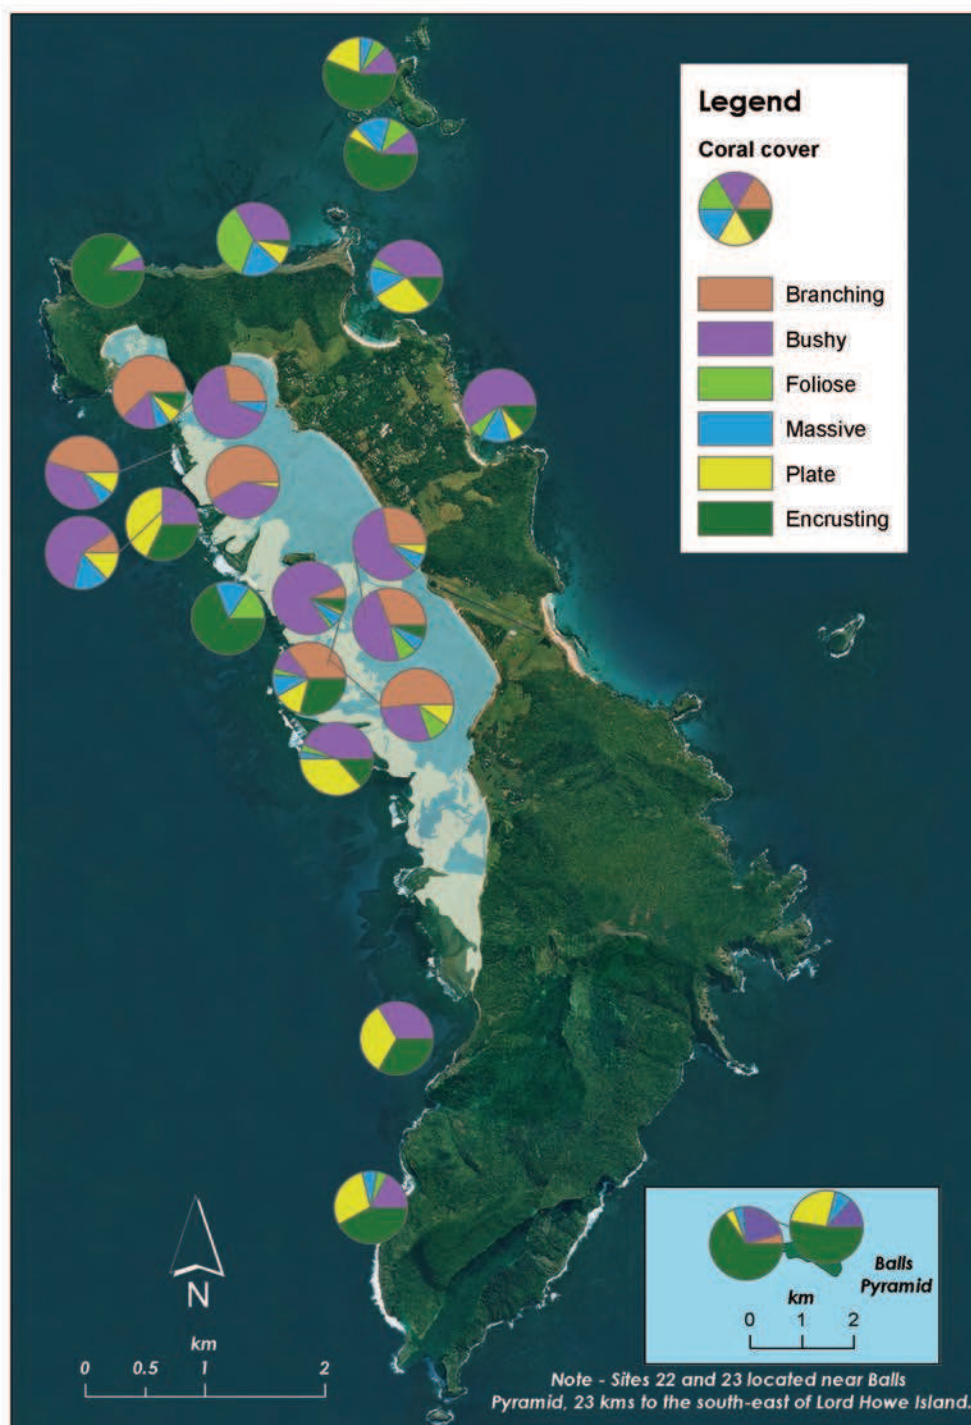 Legend
Coral cover
Branching
Bushy
Foliose
Massive
Plate
Encrusting
N
km
0 0.5 1 2
Balls
Pyramid
km
0 1 2
Note - Sites 22 and 23 located near Balls
Pyramid, 23 kms to the south-east of Lord Howe Island.